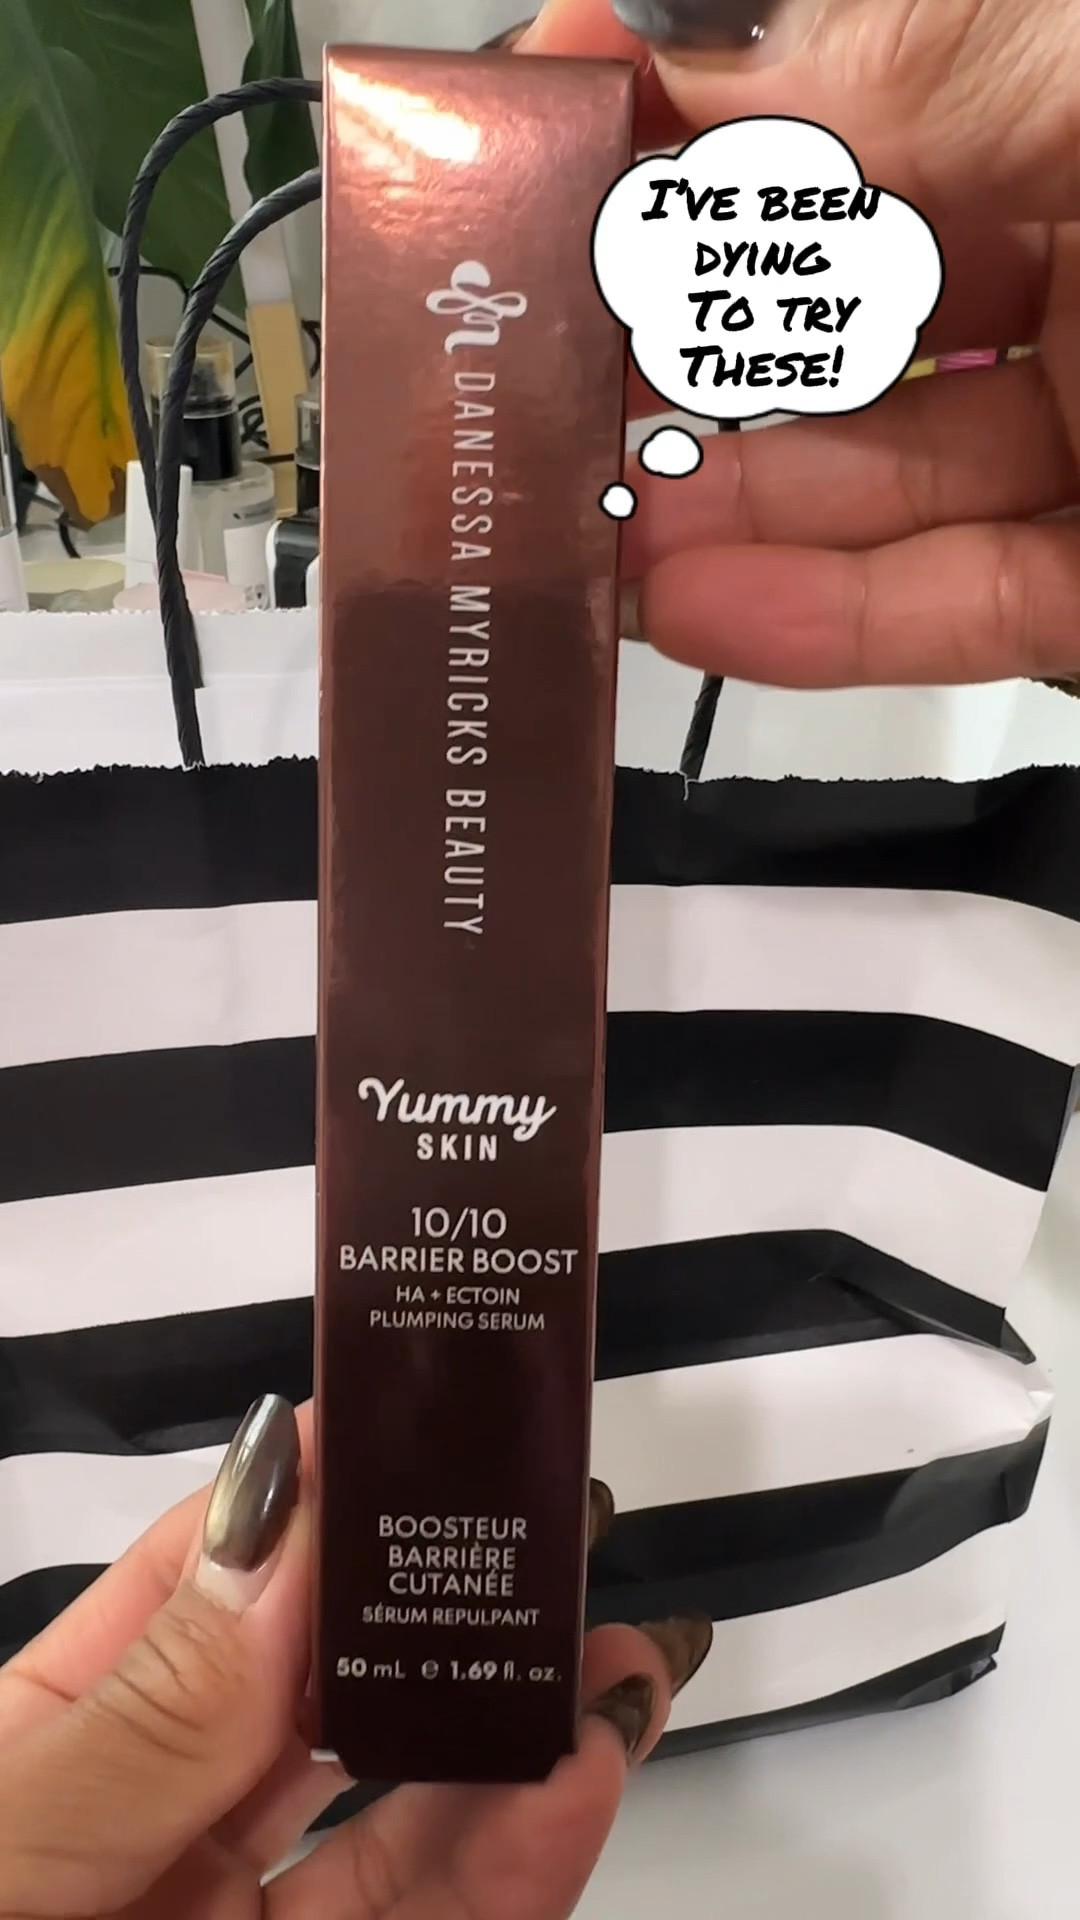 I'VE BEEN
DYING
TO TRY
THESE!
DANESSA MYRICKS BEAUTY
Yummy
SKIN
10/10
BARRIER BOOST
HA + ECTOIN
PLUMPING SERUM
BOOSTEUR
BARRIÈRE
CUTANÉE
SÉRUM REPULPANT
50 mL ℮ 1.69 fl. oz.